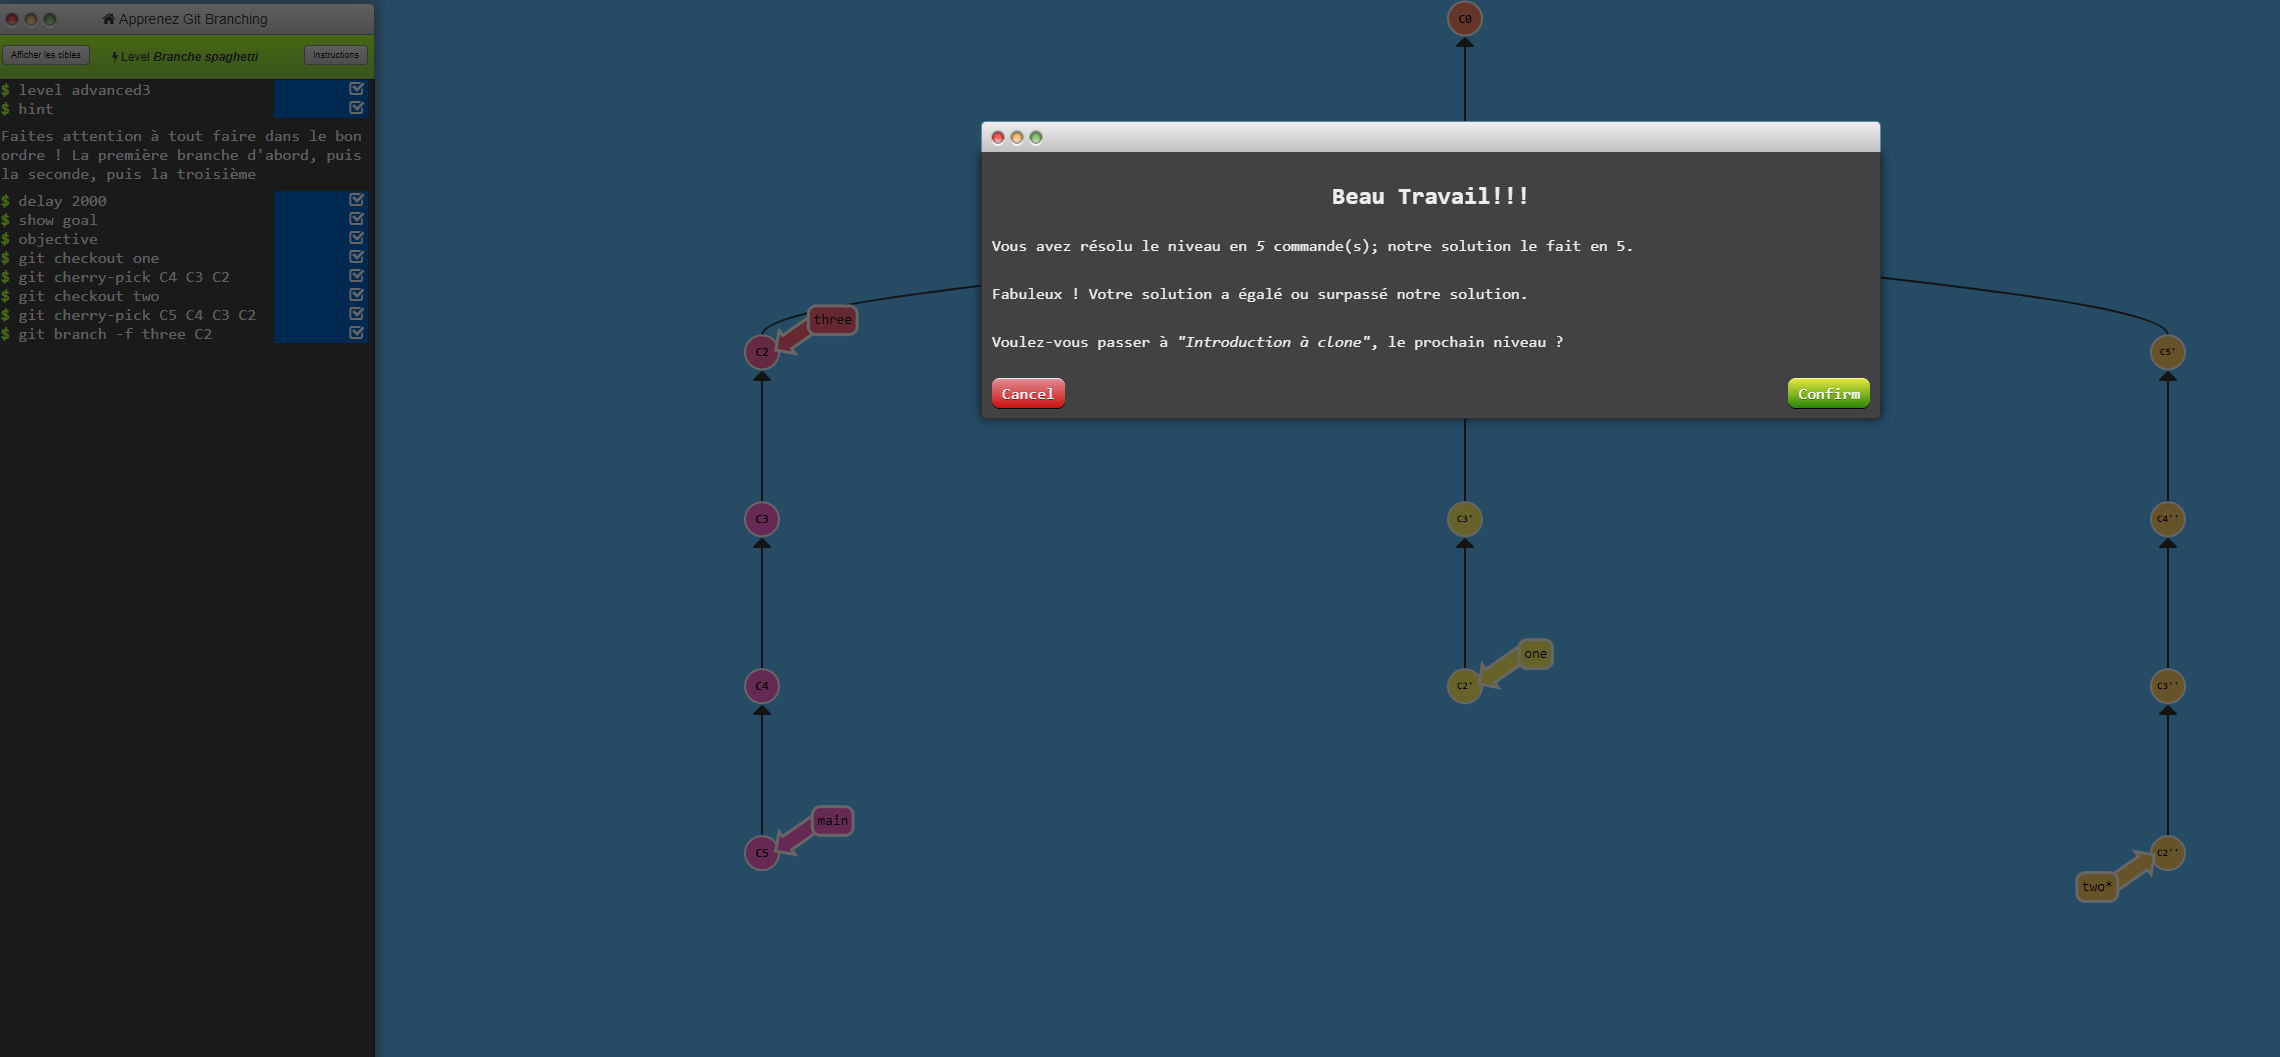 Apprenez Git Branching
Afficher les cibles
Level Branche spaghetti
Instructions
$ level advanced3
$ hint
Faites attention à tout faire dans le bon
ordre ! La première branche d'abord, puis
la seconde, puis la troisième
$ delay 2000
$ show goal
$ objective
$ git checkout one
$ git cherry-pick C4 C3 C2
$ git checkout two
$ git cherry-pick C5 C4 C3 C2
$ git branch -f three C2
C0
Beau Travail!!!
Vous avez résolu le niveau en 5 commande(s); notre solution le fait en 5.
Fabuleux ! Votre solution a égalé ou surpassé notre solution.
Voulez-vous passer à "Introduction à clone", le prochain niveau ?
Cancel
Confirm
three
C2
C5'
C3
C3'
C4''
one
C4
C2'
C3''
main
C5
C2''
two*